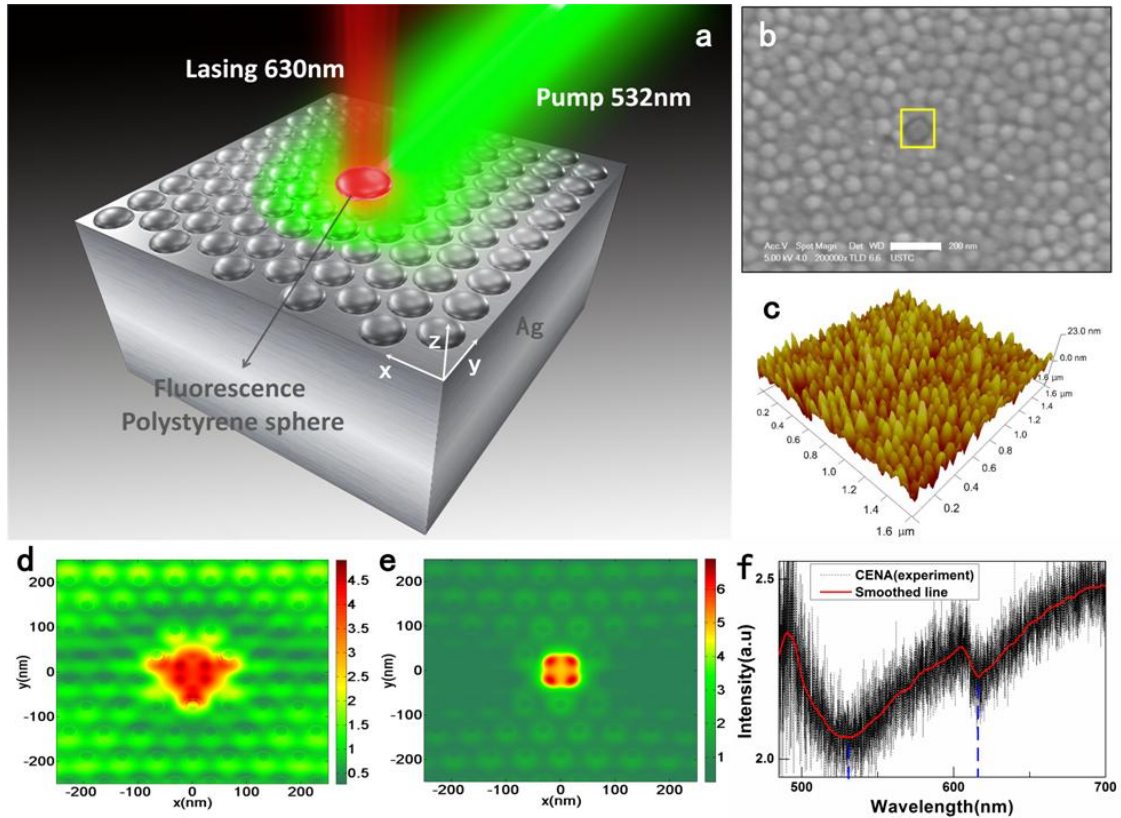 a
Lasing 630nm
Pump 532nm
Ag
z
x
y
Fluorescence
Polystyrene sphere
b
Acc.V Spot Magn Det WD 200 nm
5.00 kV 4.0 200000x TLD 6.6 USTC
c
23.0 nm
0.0 nm
1.6 µm
1.6 µm
1.4
1.2
1.0
0.8
0.6
0.4
0.2
0.2
0.4
0.6
0.8
1.0
1.2
1.4
1.6 µm
d
200
100
0
-100
-200
y(nm)
-200 -100 0 100 200
x(nm)
4.5
4
3.5
3
2.5
2
1.5
1
0.5
e
200
100
0
-100
-200
y(nm)
-200 -100 0 100 200
x(nm)
6
5
4
3
2
1
f
CENA(experiment)
Smoothed line
2.5
2.0
Intensity(a.u)
500 600 700
Wavelength(nm)